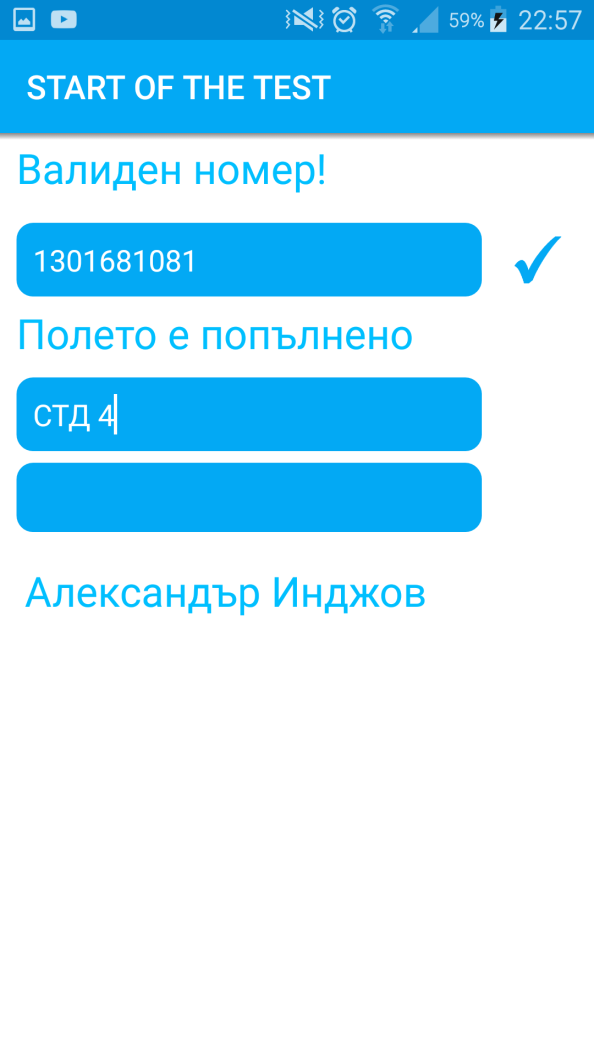 59% 22:57
START OF THE TEST
Валиден номер!
1301681081
Полето е попълнено
СТД 4
Александър Инджов